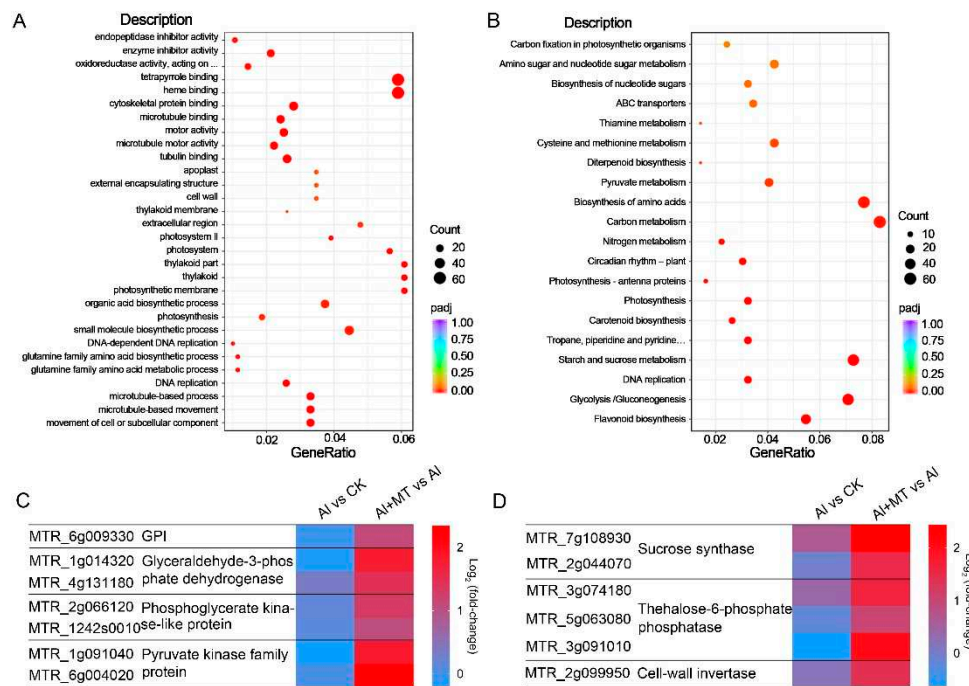 A
Description
endopeptidase inhibitor activity
enzyme inhibitor activity
oxidoreductase activity, acting on ...
tetrapyrrole binding
heme binding
cytoskeletal protein binding
microtubule binding
motor activity
microtubule motor activity
tubulin binding
apoplast
external encapsulating structure
cell wall
thylakoid membrane
extracellular region
photosystem II
photosystem
thylakoid part
thylakoid
photosynthetic membrane
organic acid biosynthetic process
photosynthesis
small molecule biosynthetic process
DNA-dependent DNA replication
glutamine family amino acid biosynthetic process
glutamine family amino acid metabolic process
DNA replication
microtubule-based process
microtubule-based movement
movement of cell or subcellular component
0.02 0.04 0.06
GeneRatio
Count
20
40
60
padj
1.00
0.75
0.50
0.25
0.00
B
Description
Carbon fixation in photosynthetic organisms
Amino sugar and nucleotide sugar metabolism
Biosynthesis of nucleotide sugars
ABC transporters
Thiamine metabolism
Cysteine and methionine metabolism
Diterpenoid biosynthesis
Pyruvate metabolism
Biosynthesis of amino acids
Carbon metabolism
Nitrogen metabolism
Circadian rhythm – plant
Photosynthesis - antenna proteins
Photosynthesis
Carotenoid biosynthesis
Tropane, piperidine and pyridine...
Starch and sucrose metabolism
DNA replication
Glycolysis /Gluconeogenesis
Flavonoid biosynthesis
0.02 0.04 0.06 0.08
GeneRatio
Count
10
20
40
60
padj
1.00
0.75
0.50
0.25
0.00
C
Al vs CK
Al+MT vs Al
MTR_6g009330 GPI
MTR_1g014320 Glyceraldehyde-3-phos
MTR_4g131180 phate dehydrogenase
MTR_2g066120 Phosphoglycerate kina-
MTR_1242s0010 se-like protein
MTR_1g091040 Pyruvate kinase family
MTR_6g004020 protein
2
1
0
Log2 (fold-change)
D
Al vs CK
Al+MT vs Al
MTR_7g108930 Sucrose synthase
MTR_2g044070
MTR_3g074180
MTR_5g063080 Thehalose-6-phosphate
phosphatase
MTR_3g091010
MTR_2g099950 Cell-wall invertase
2
1
0
Log2 (fold-change)